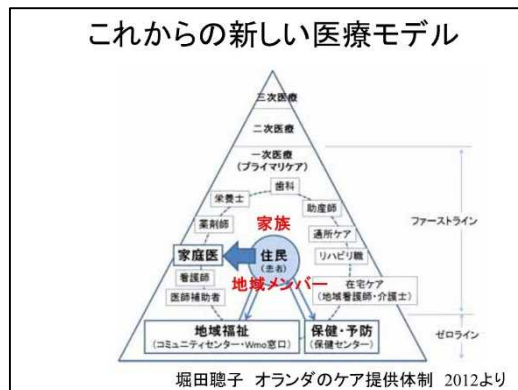 これからの新しい医療モデル
三次医療
二次医療
一次医療
(プライマリケア)
歯科
栄養士
助産師
薬剤師
家族
通所ケア
ファーストライン
家庭医
住民
(患者)
リハビリ職
看護師
地域メンバー
在宅ケア
(地域看護師・介護士)
医師補助者
地域福祉
(コミュニティセンター・Wmo窓口)
保健・予防
(保健センター)
ゼロライン
堀田聰子 オランダのケア提供体制 2012より